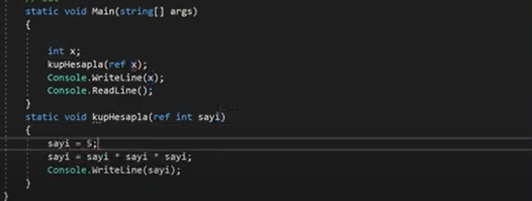 static void Main(string[] args)
{
int x;
kupHesapla(ref x);
Console.WriteLine(x);
Console.ReadLine();
}
static void kupHesapla(ref int sayi)
{
sayi = 5;
sayi = sayi * sayi * sayi;
Console.WriteLine(sayi);
}
}